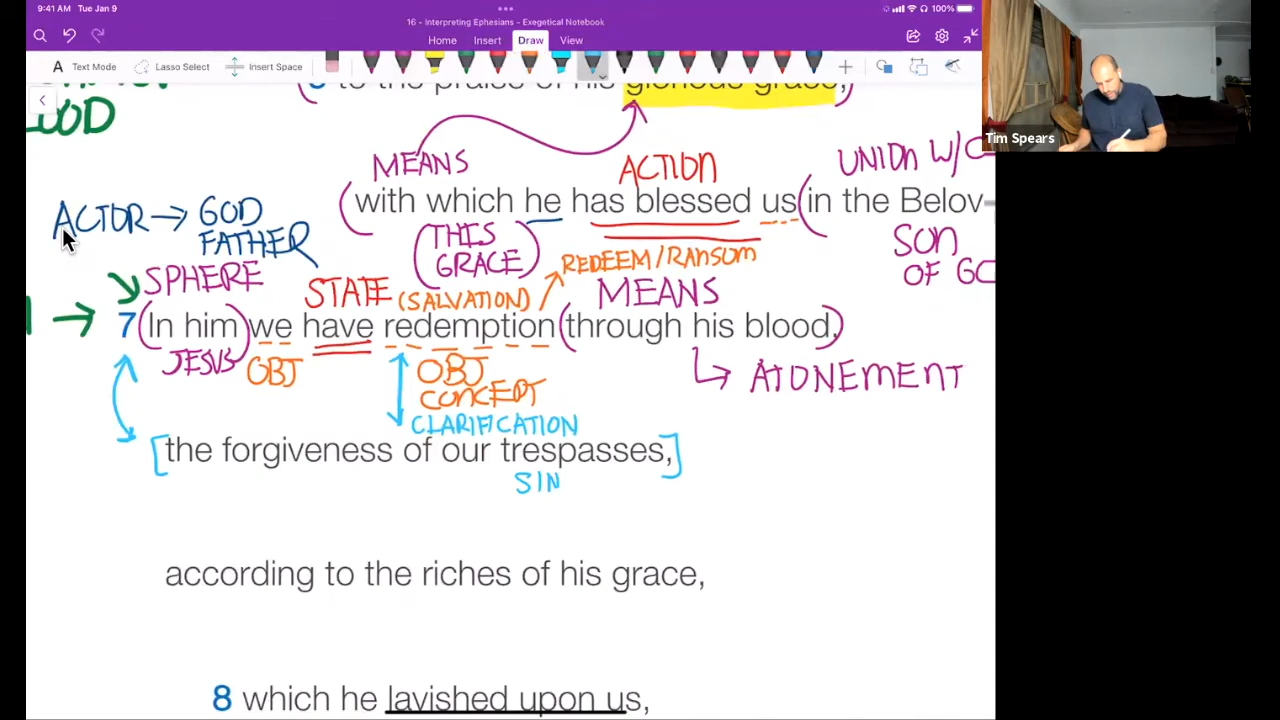 9:41 AM Tue Jan 9
100%
16 - Interpreting Ephesians - Exegetical Notebook
Home Insert Draw View
A Text Mode Lasso Select Insert Space
Tim Spears
OOD
to the praise of his glorious grace,)
MEANS
ACTION
UNION W/C
(with which he has blessed us (in the Belov-
ACTOR → GOD
FATHER
(THIS
GRACE)
SON
OF GO
REDEEM/RANSOM
SPHERE
STATE
(SALVATION)
MEANS
→ 7 (In him) we have redemption (through his blood,)
JESUS
OBJ
OBJ
CONCEPT
→ ATONEMENT
CLARIFICATION
[the forgiveness of our trespasses,]
SIN
according to the riches of his grace,
8 which he lavished upon us,